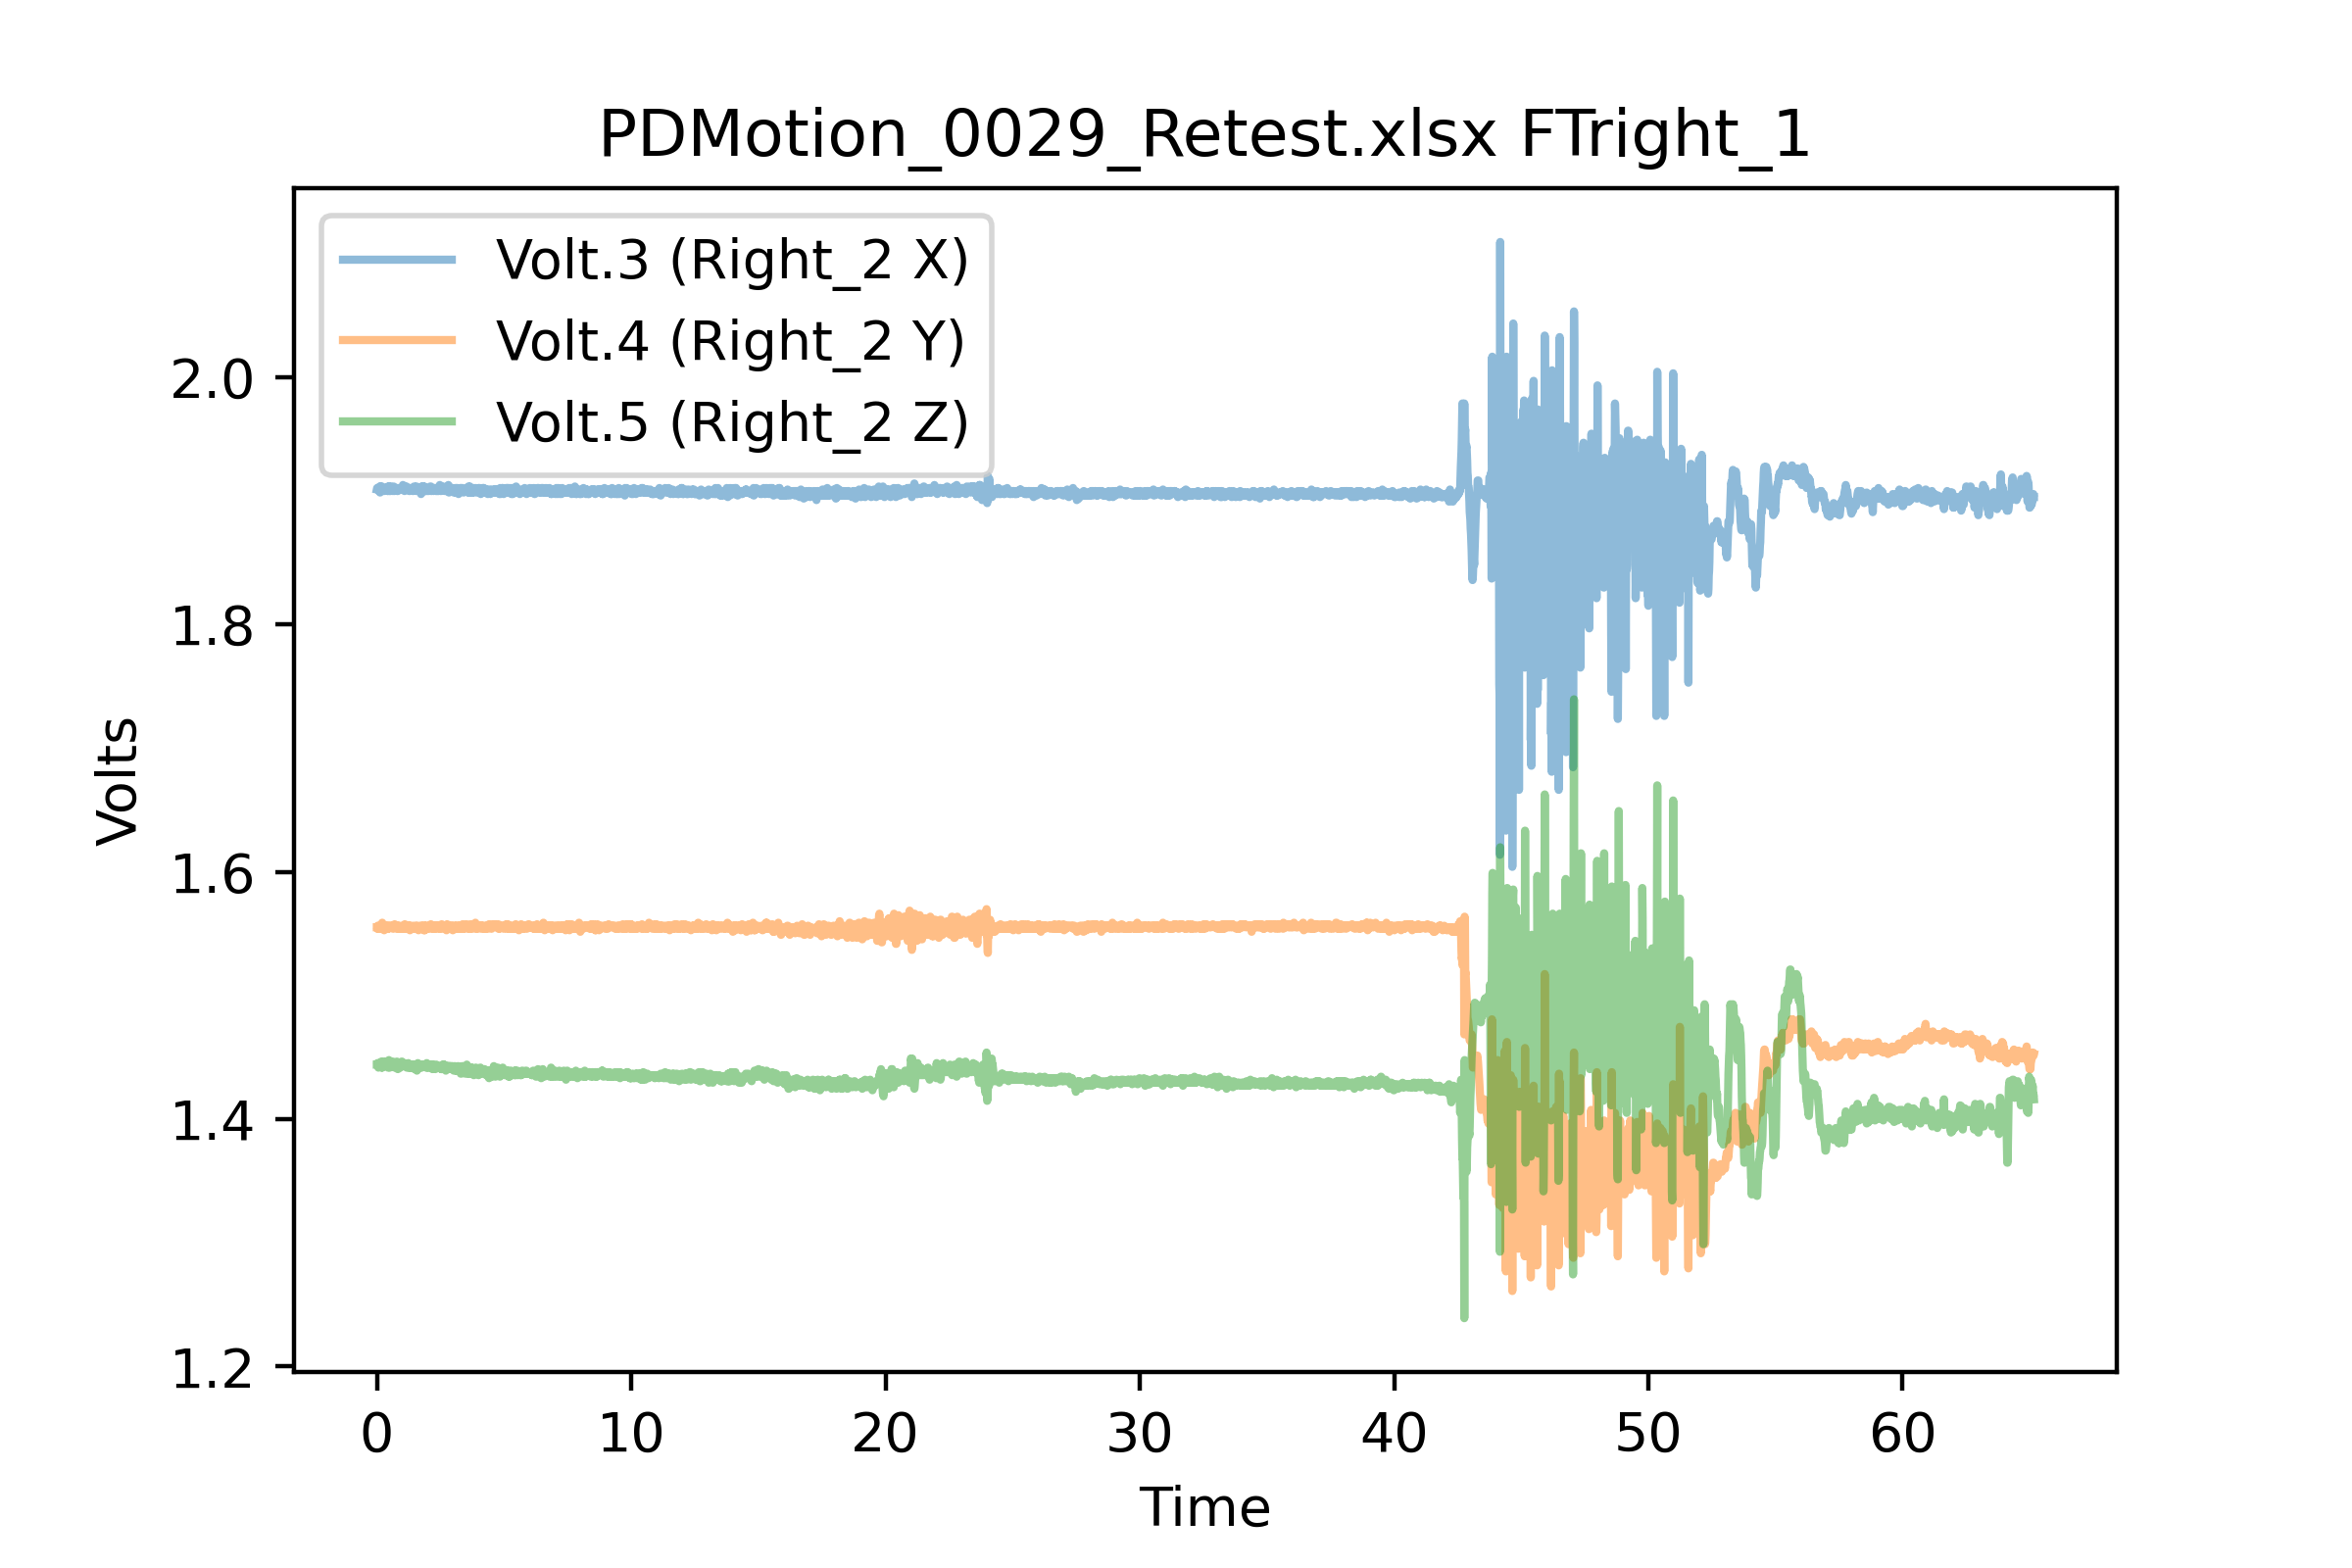 PDMotion_0029_Retest.xlsx FTright_1
Volt.3 (Right_2 X)
Volt.4 (Right_2 Y)
Volt.5 (Right_2 Z)
2.0
1.8
1.6
1.4
1.2
Volts
0 10 20 30 40 50 60
Time